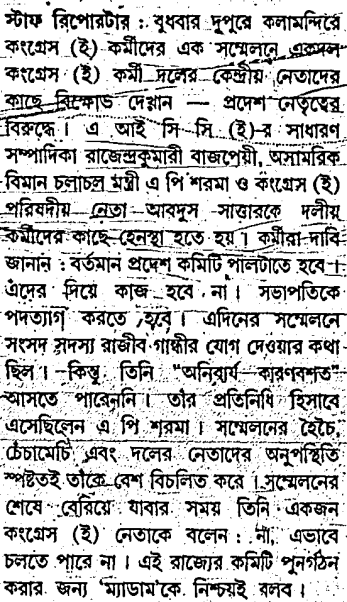 স্টাফ রিপোরটার : বুধবার দুপুরে কলামন্দিরে
কংগ্রেস (ই) কর্মীদের এক সম্মেলনে একদল
কংগ্রেস (ই) কর্মী দলের কেন্দ্রীয় নেতাদের
কাছে বিক্ষোভ দেখান — প্রদেশ নেতৃত্বের
বিরুদ্ধে। এ আই সি সি (ই)-র সাধারণ
সম্পাদিকা রাজেন্দ্রকুমারী বাজপেয়ী, অসামরিক
বিমান চলাচল মন্ত্রী এ পি শরমা ও কংগ্রেস (ই)
পরিষদীয় নেতা আবদুস সাত্তারকে দলীয়
কর্মীদের কাছে হেনস্থা হতে হয়। কর্মীরা দাবি
জানান : বর্তমান প্রদেশ কমিটি পালটাতে হবে।
এঁদের দিয়ে কাজ হবে না। সভাপতিকে
পদত্যাগ করতে হবে। এদিনের সম্মেলনে
সংসদ সদস্য রাজীব গান্ধীর যোগ দেওয়ার কথা
ছিল। কিন্তু তিনি "অনিবার্য কারণবশত"
আসতে পারেননি। তাঁর প্রতিনিধি হিসাবে
এসেছিলেন এ পি শরমা। সম্মেলনের হৈচৈ,
চেঁচামেচি এবং দলের নেতাদের অনুপস্থিতি
স্পষ্টতই তাঁকে বেশ বিচলিত করে। সম্মেলনের
শেষে বেরিয়ে যাবার সময় তিনি একজন
কংগ্রেস (ই) নেতাকে বলেন : না, এভাবে
চলতে পারে না। এই রাজ্যের কমিটি পুনর্গঠন
করার জন্য 'ম্যাডাম'কে নিশ্চয়ই বলব।